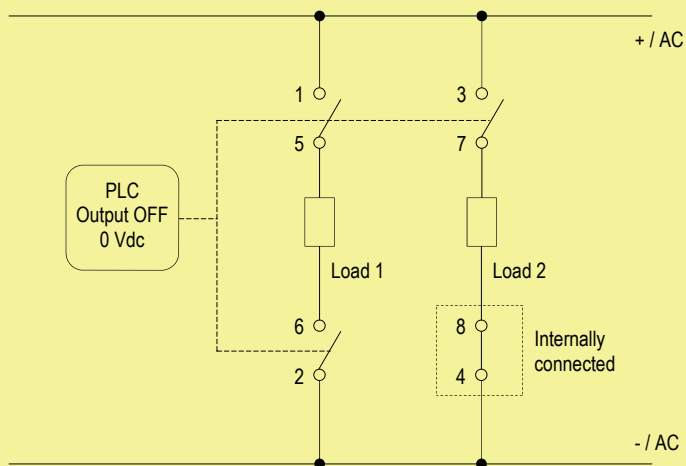 + / AC
1
3
5
7
PLC
Output OFF
0 Vdc
Load 1
Load 2
6
8
Internally
connected
2
4
- / AC